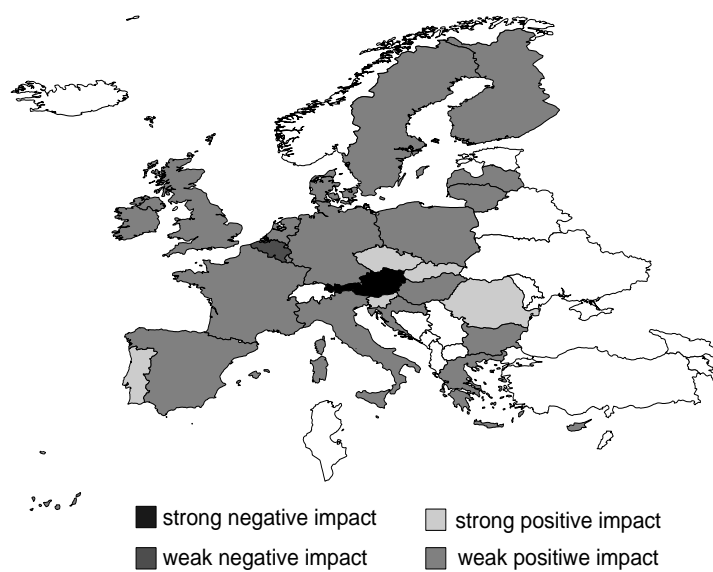 strong negative impact
strong positive impact
weak negative impact
weak positiwe impact